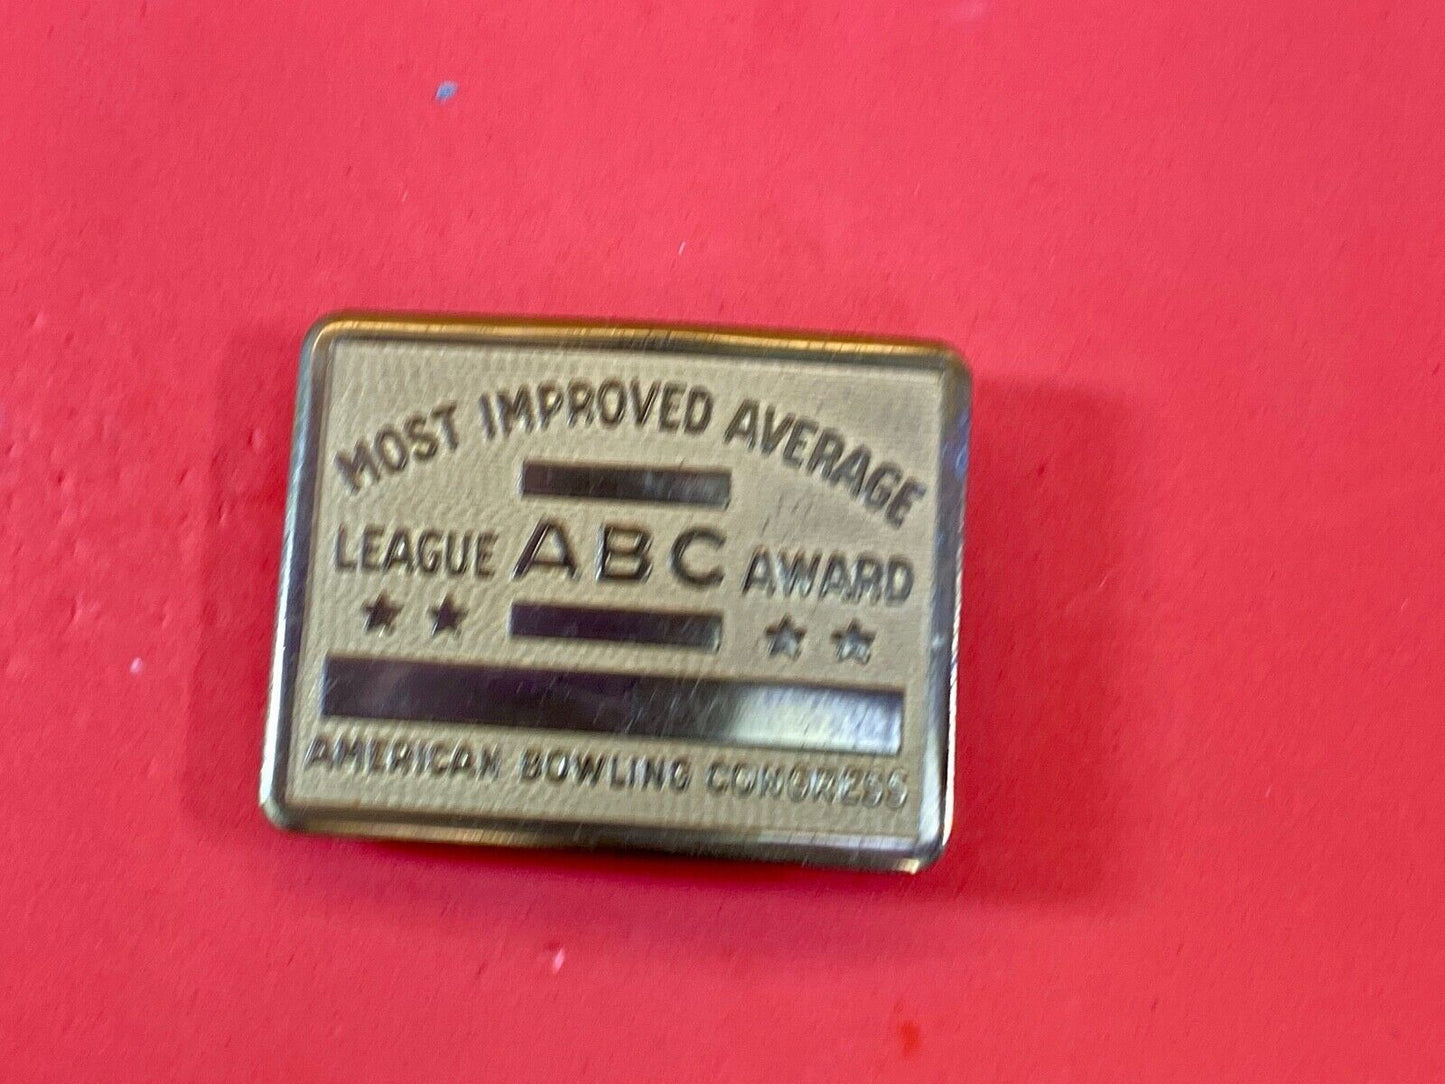 MOST IMPROVED AVERAGE
LEAGUE ABC AWARD
AMERICAN BOWLING CONGRESS